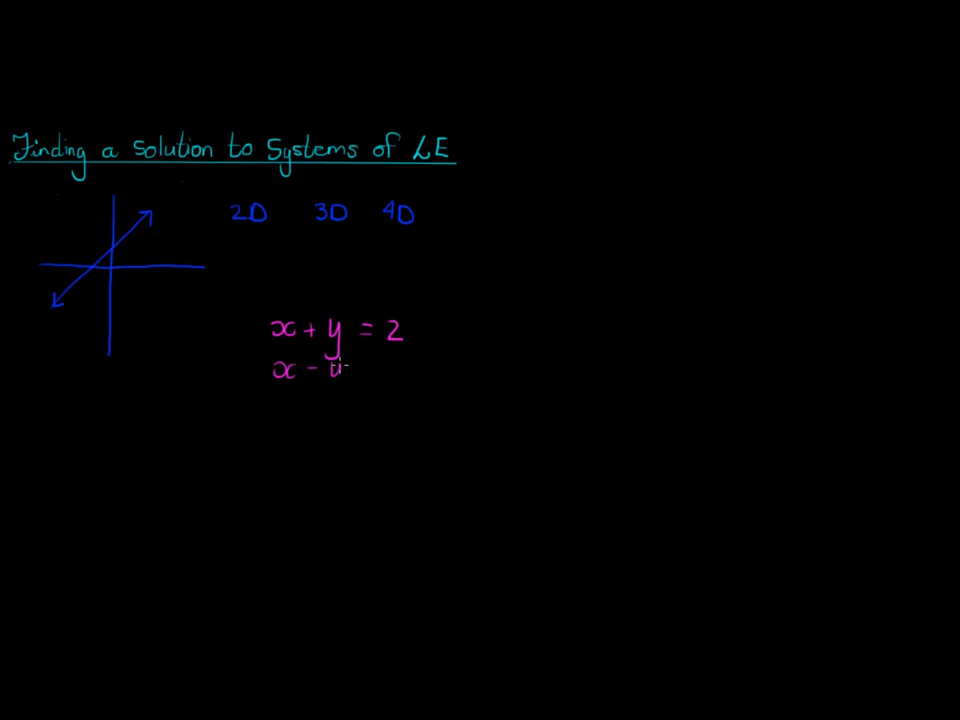 Finding a Solution to Systems of LE
2D 3D 4D
x + y = 2
x -